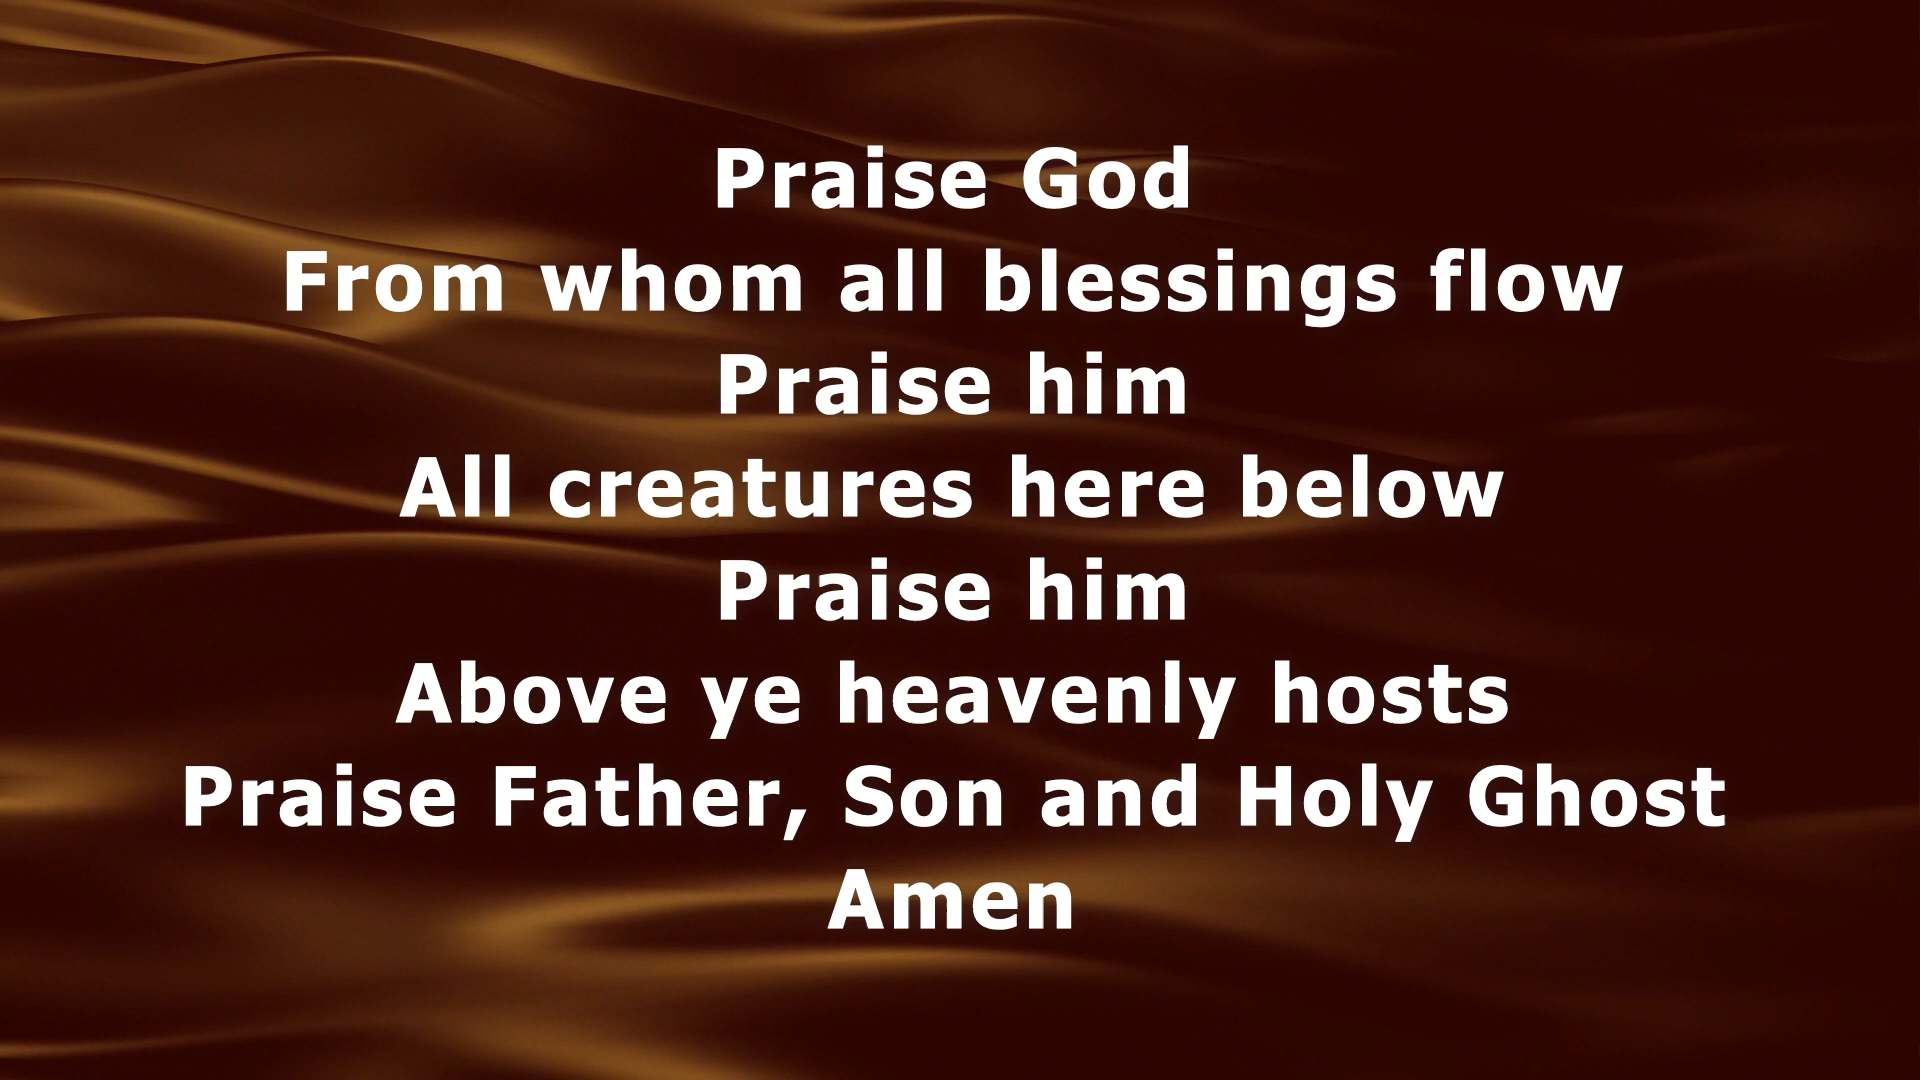 Praise God
From whom all blessings flow
Praise him
All creatures here below
Praise him
Above ye heavenly hosts
Praise Father, Son and Holy Ghost
Amen